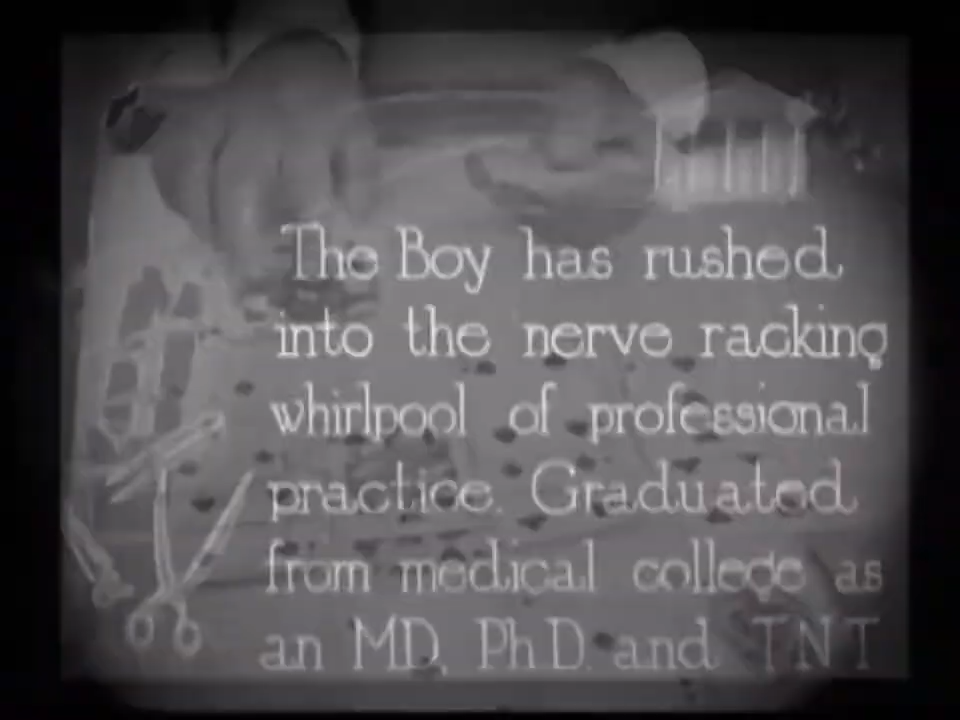 The Boy has rushed
into the nerve racking
whirlpool of professional
practice. Graduated
from medical college as
an MD, Ph D. and TNT